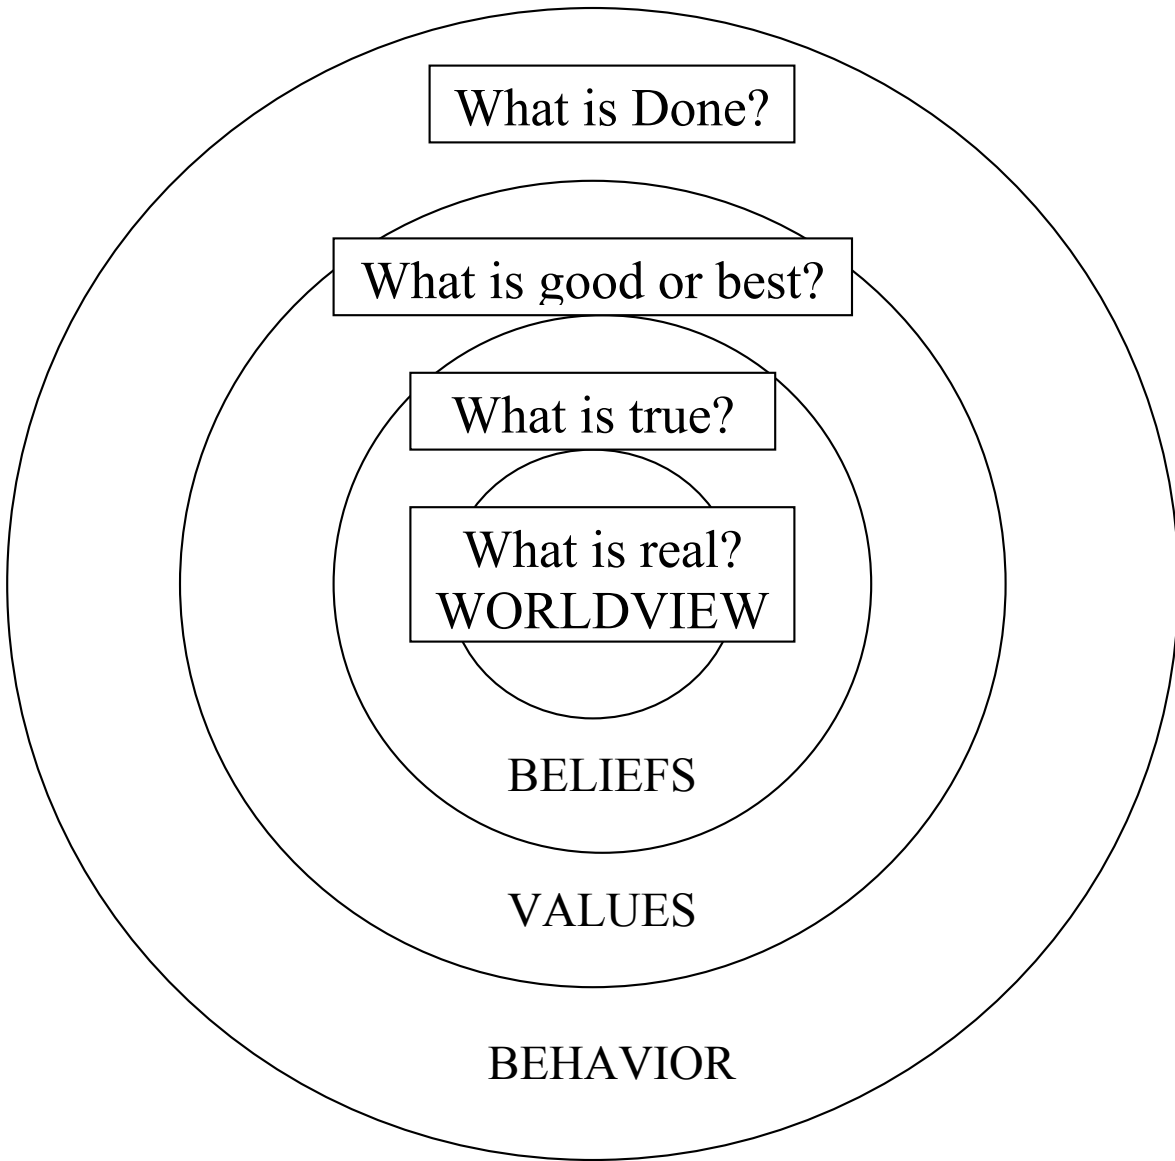 What is Done?
What is good or best?
What is true?
What is real?
WORLDVIEW
BELIEFS
VALUES
BEHAVIOR